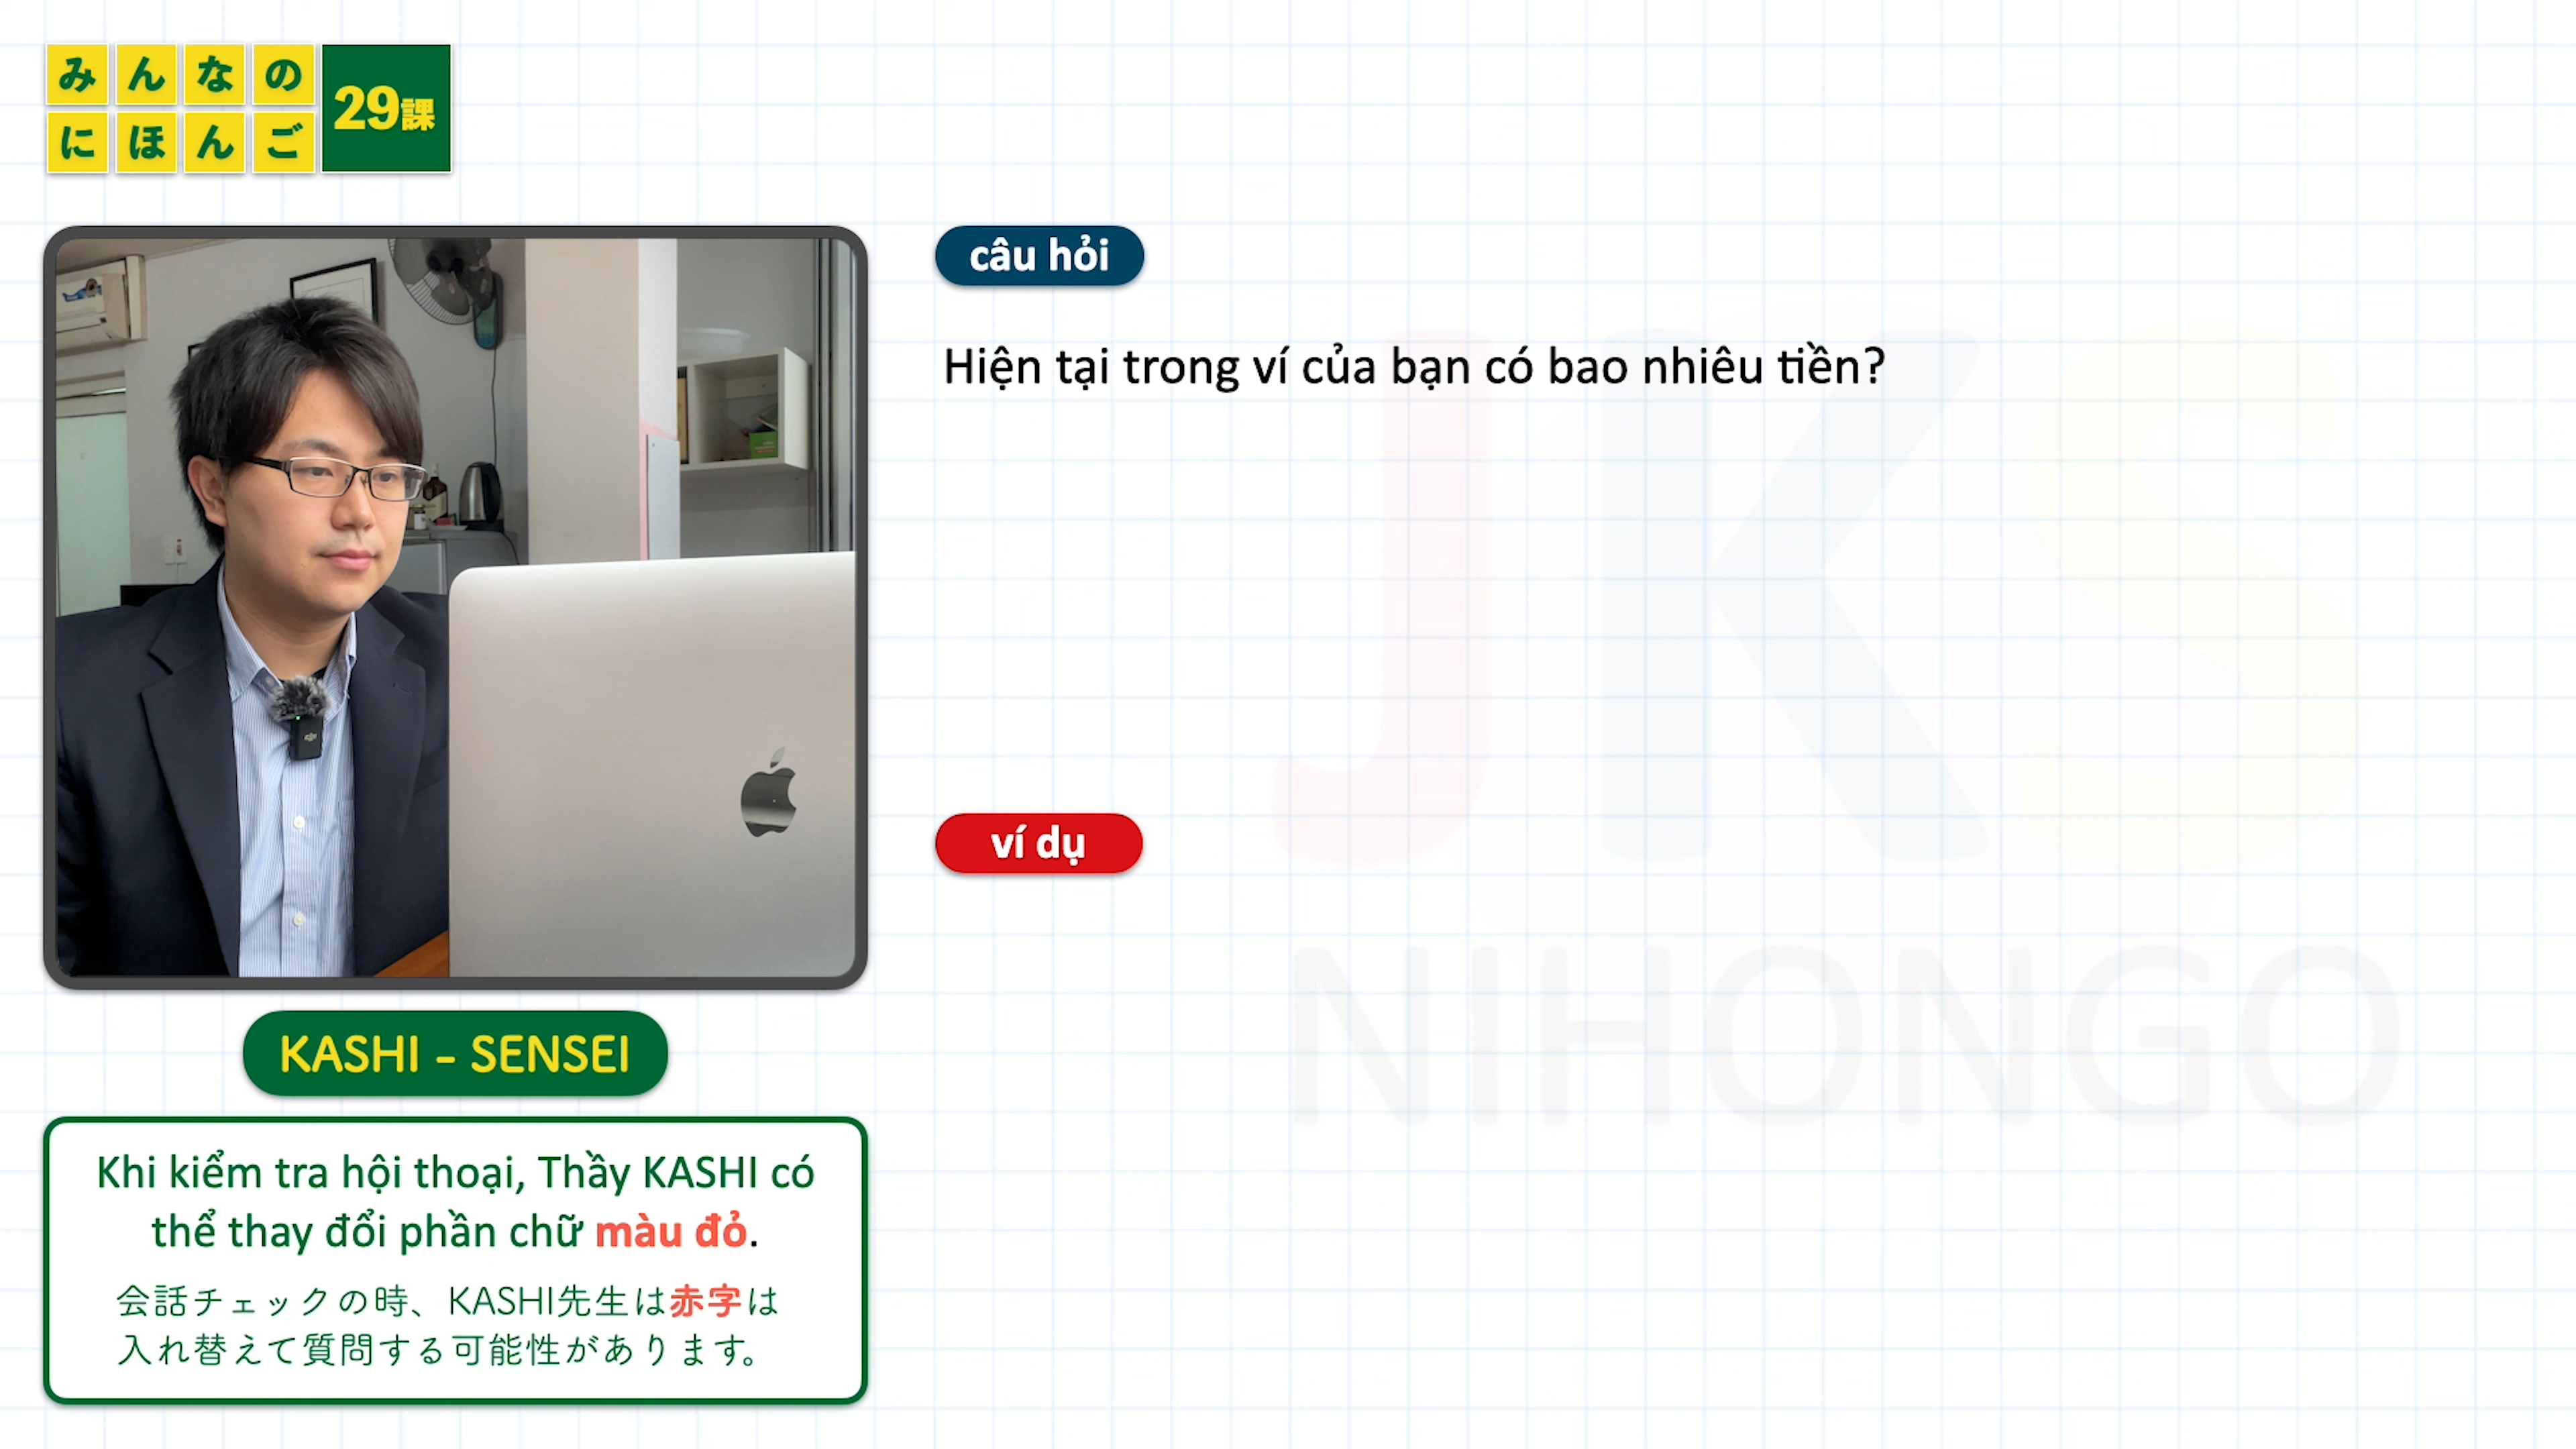 みんなの
にほんご
29課
câu hỏi
Hiện tại trong ví của bạn có bao nhiêu tiền?
ví dụ
JKS
NIHONGO
KASHI - SENSEI
Khi kiểm tra hội thoại, Thầy KASHI có
thể thay đổi phần chữ màu đỏ.
会話チェックの時、KASHI先生は赤字は
入れ替えて質問する可能性があります。